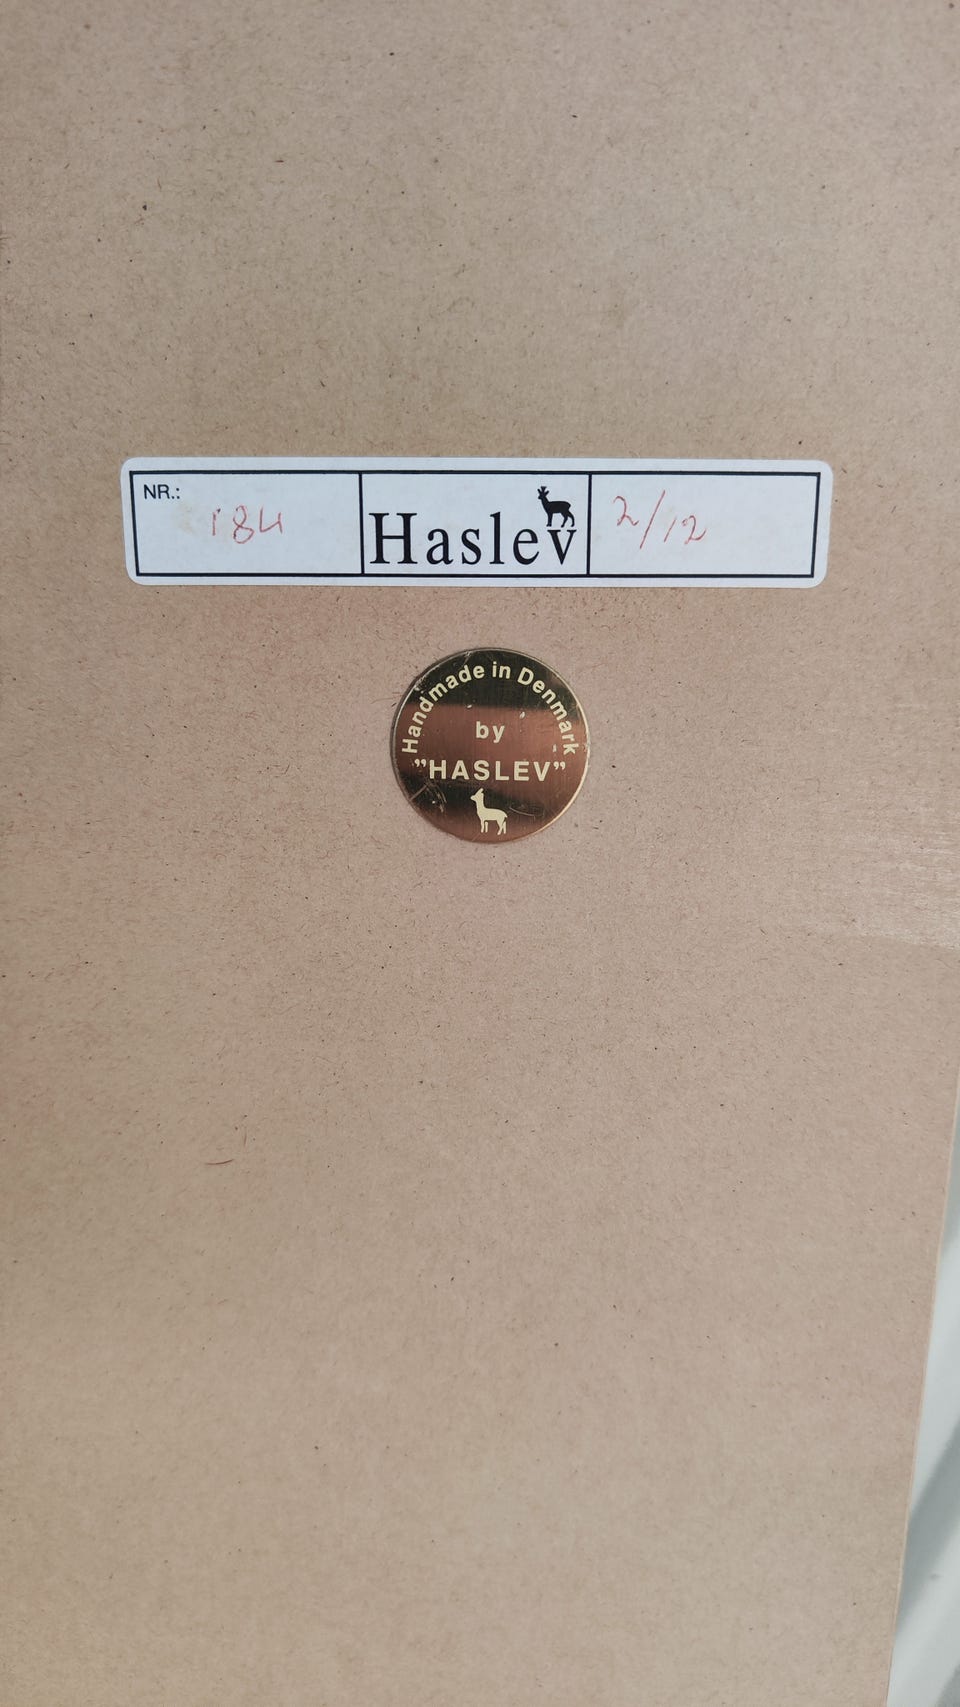 NR.: 184 Haslev 2/12
Handmade in Denmark
by
”HASLEV”